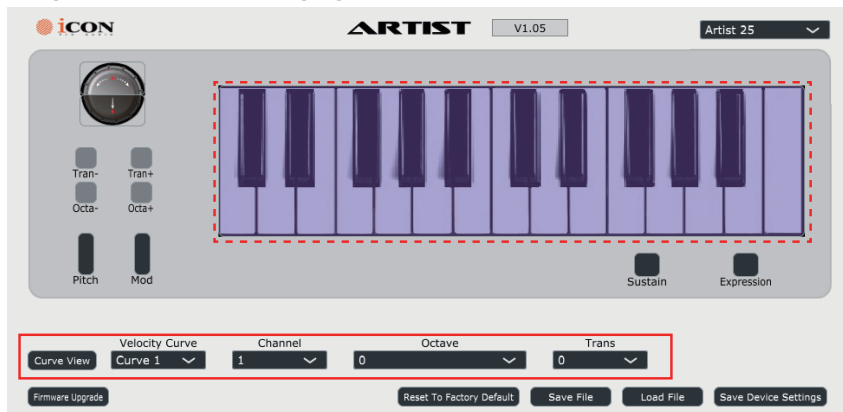 icon
PRO AUDIO
ARTIST
V1.05
Artist 25
Tran-
Tran+
Octa-
Octa+
Pitch
Mod
Sustain
Expression
Velocity Curve
Channel
Octave
Trans
Curve View
Curve 1
1
0
0
Firmware Upgrade
Reset To Factory Default
Save File
Load File
Save Device Settings